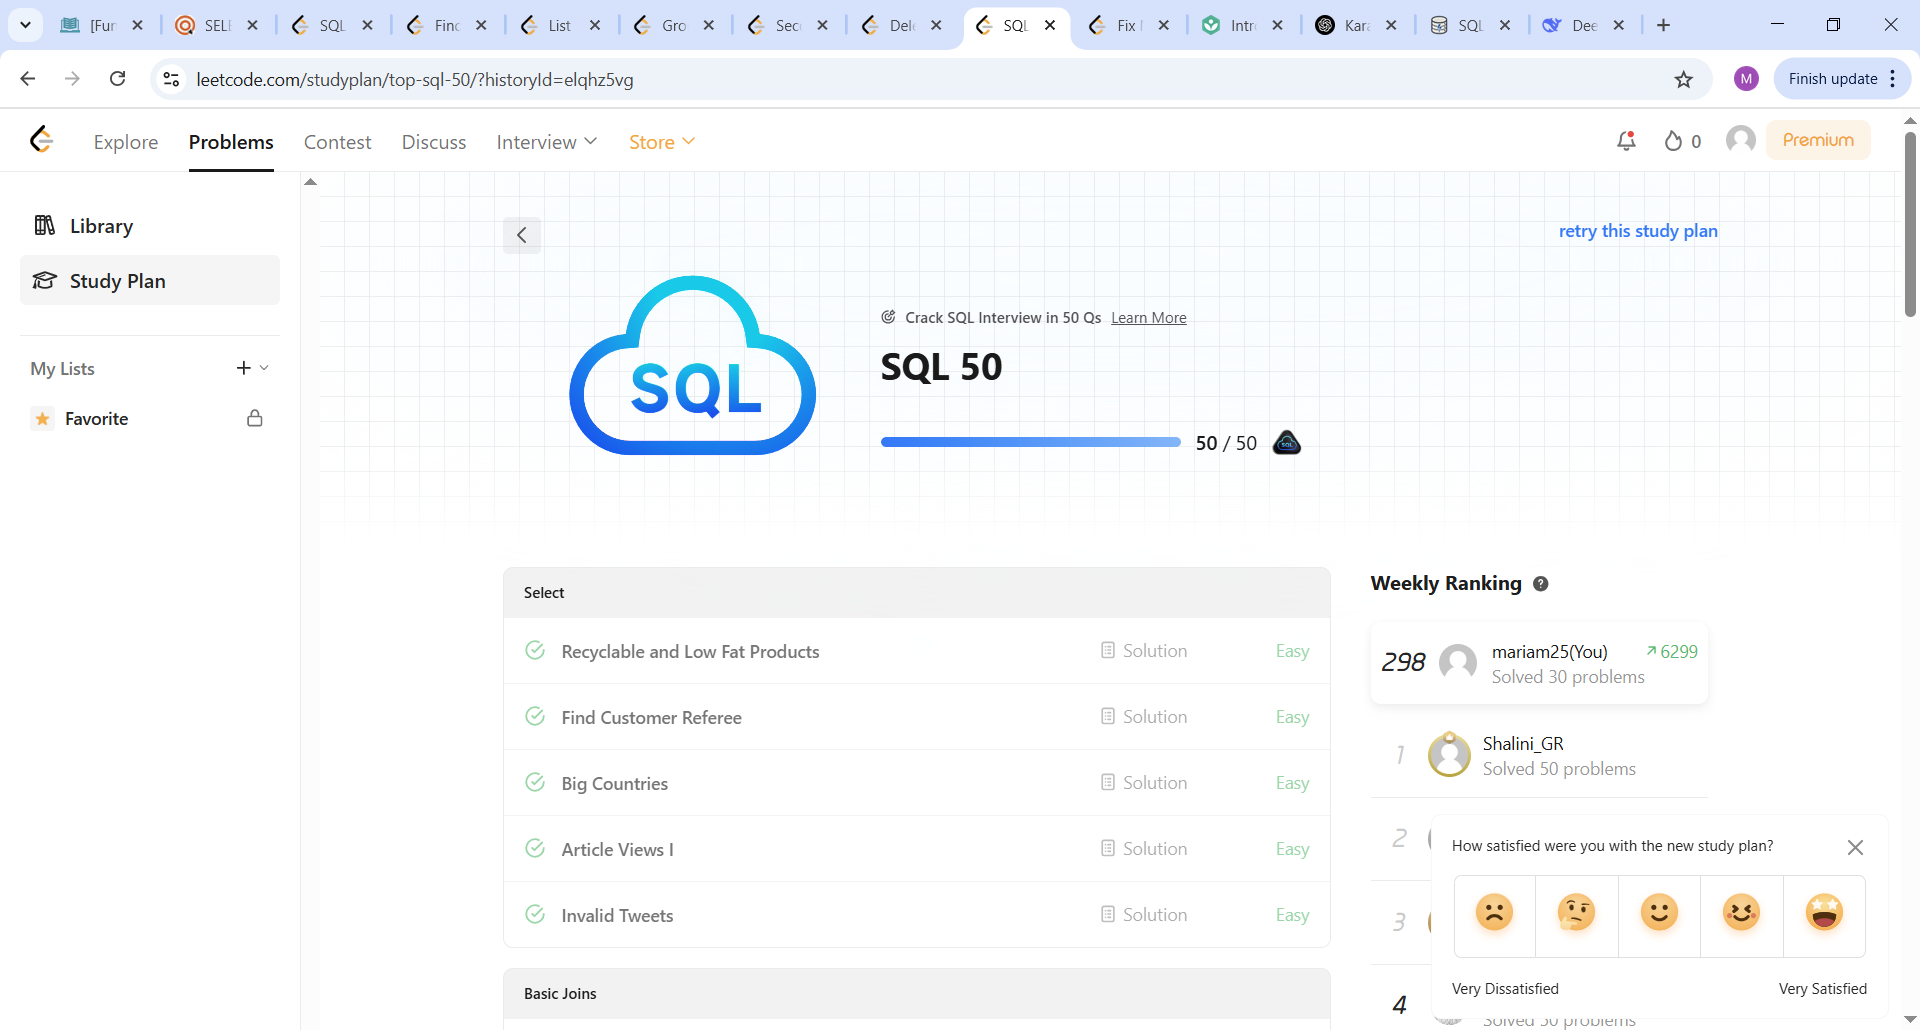 [Fur
SELE
SQL
Finc
List
Gro
Sec
Dele
SQL
Fix
Intr
Kara
SQL
Dee
leetcode.com/studyplan/top-sql-50/?historyId=elqhz5vg
M
Finish update
Explore
Problems
Contest
Discuss
Interview
Store
0
Premium
Library
Study Plan
My Lists
Favorite
retry this study plan
SQL
Crack SQL Interview in 50 Qs Learn More
SQL 50
50 / 50
Select
Recyclable and Low Fat Products Solution Easy
Find Customer Referee Solution Easy
Big Countries Solution Easy
Article Views I Solution Easy
Invalid Tweets Solution Easy
Basic Joins
Weekly Ranking ?
298 mariam25(You) 6299
Solved 30 problems
1 Shalini_GR
Solved 50 problems
2
3
4
How satisfied were you with the new study plan?
Very Dissatisfied Very Satisfied
Solved 50 problems